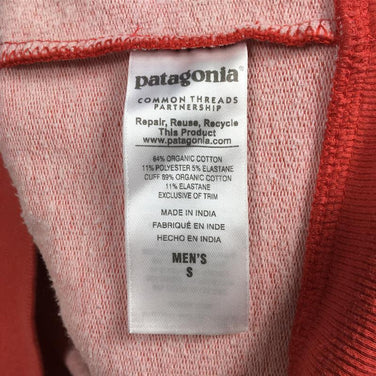 patagonia®
COMMON THREADS
PARTNERSHIP
Repair, Reuse, Recycle
This Product
www.patagonia.com
64% ORGANIC COTTON
11% POLYESTER 5% ELASTANE
CUFF 89% ORGANIC COTTON
11% ELASTANE
EXCLUSIVE OF TRIM
MADE IN INDIA
FABRIQUÉ EN INDE
HECHO EN INDIA
MEN'S
S